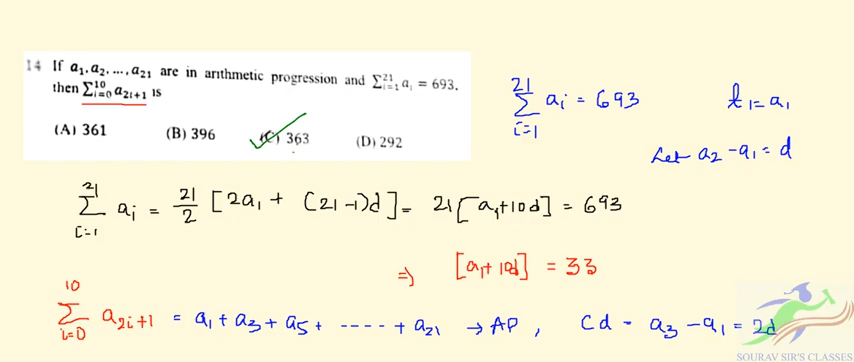 14 If a₁, a₂, ..., a₂₁ are in arithmetic progression and ∑²¹ᵢ₌₁ aᵢ = 693. then ∑¹⁰ᵢ₌₀ a₂ᵢ₊₁ is
(A) 361 (B) 396 (C) 363 (D) 292
∑²¹ᵢ₌₁ aᵢ = 693 t₁ = a₁
Let a₂ - a₁ = d
∑²¹ᵢ₌₁ aᵢ = 21/2 [2a₁ + (21-1)d] = 21[a₁+10d] = 693
⇒ [a₁+10d] = 33
∑¹⁰ᵢ₌₀ a₂ᵢ₊₁ = a₁ + a₃ + a₅ + ---- + a₂₁ → AP, cd = a₃ - a₁ = 2d
SOURAV SIR'S CLASSES